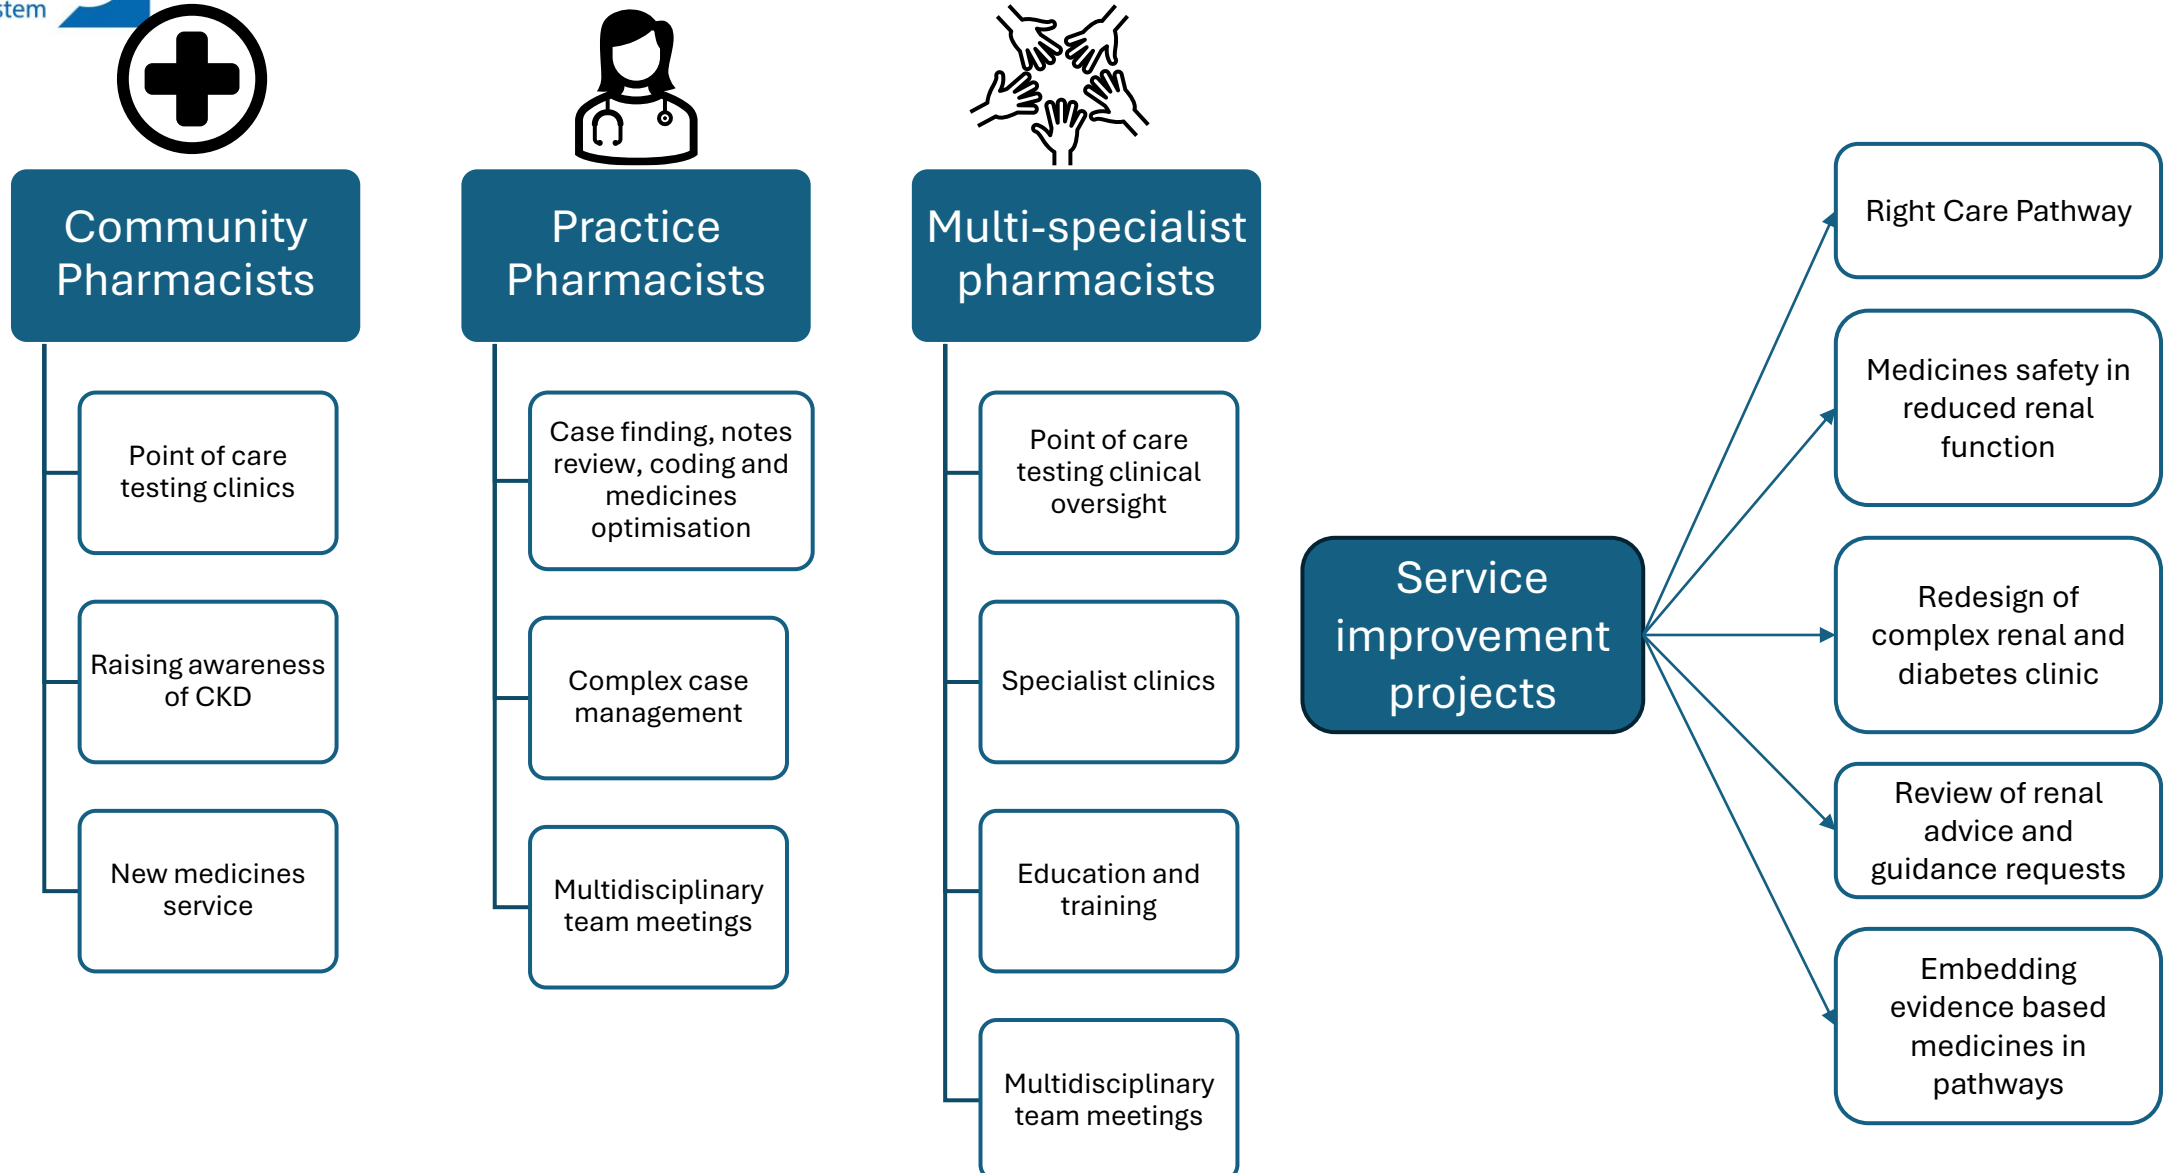 Community
Pharmacists
Point of care
testing clinics
Raising awareness
of CKD
New medicines
service
Practice
Pharmacists
Case finding, notes
review, coding and
medicines
optimisation
Complex case
management
Multidisciplinary
team meetings
Multi-specialist
pharmacists
Point of care
testing clinical
oversight
Specialist clinics
Education and
training
Multidisciplinary
team meetings
Service
improvement
projects
Right Care Pathway
Medicines safety in
reduced renal
function
Redesign of
complex renal and
diabetes clinic
Review of renal
advice and
guidance requests
Embedding
evidence based
medicines in
pathways